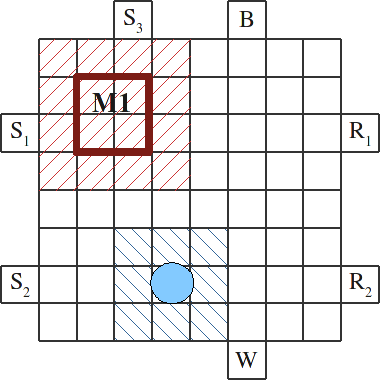 S₃ B
M1
S₁ R₁
S₂ R₂
W